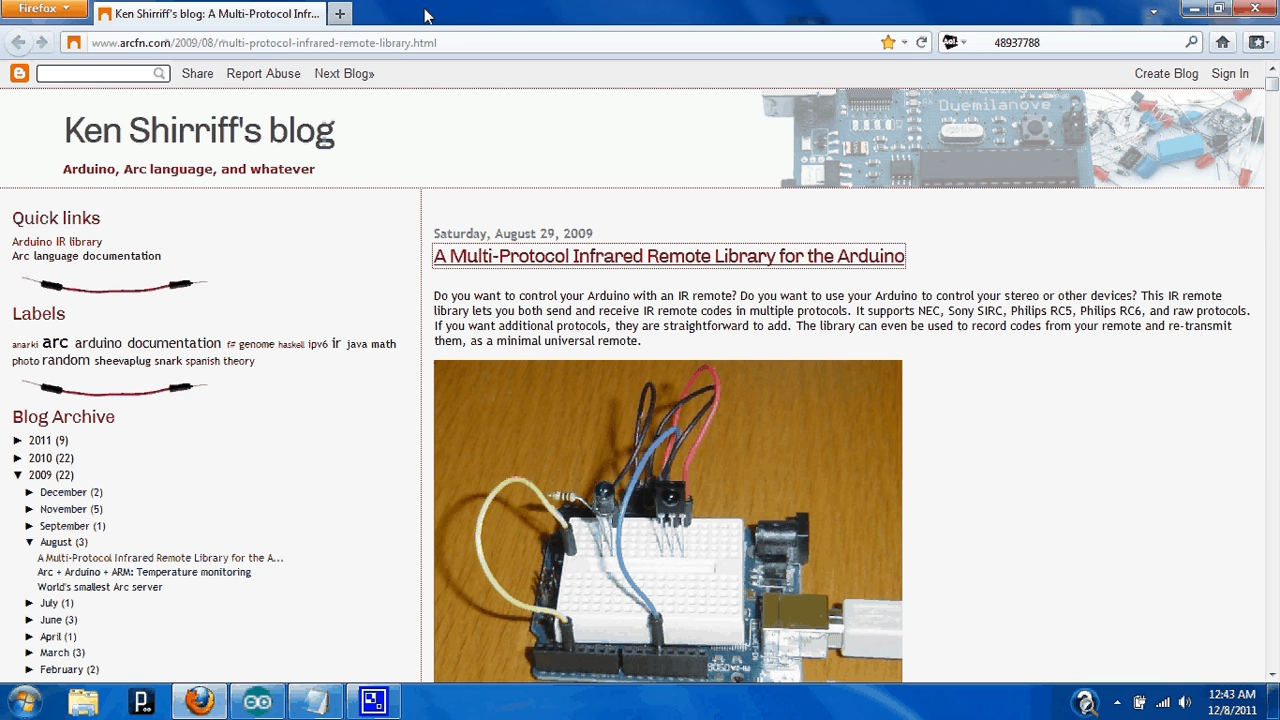 Firefox
Ken Shirriff's blog: A Multi-Protocol Infr...
www.arcfn.com/2009/08/multi-protocol-infrared-remote-library.html
48937788
Share Report Abuse Next Blog»
Create Blog Sign In
Duemilanove
Ken Shirriff's blog
Arduino, Arc language, and whatever
Quick links
Arduino IR library
Arc language documentation
Labels
anarki arc arduino documentation f# genome haskell ipv6 ir java math
photo random sheevaplug snark spanish theory
Blog Archive
► 2011 (9)
► 2010 (22)
▼ 2009 (22)
► December (2)
► November (5)
► September (1)
▼ August (3)
A Multi-Protocol Infrared Remote Library for the A...
Arc + Arduino + ARM: Temperature monitoring
World's smallest Arc server
► July (1)
► June (3)
► April (1)
► March (3)
► February (2)
Saturday, August 29, 2009
A Multi-Protocol Infrared Remote Library for the Arduino
Do you want to control your Arduino with an IR remote? Do you want to use your Arduino to control your stereo or other devices? This IR remote
library lets you both send and receive IR remote codes in multiple protocols. It supports NEC, Sony SIRC, Philips RC5, Philips RC6, and raw protocols.
If you want additional protocols, they are straightforward to add. The library can even be used to record codes from your remote and re-transmit
them, as a minimal universal remote.
12:43 AM
12/8/2011